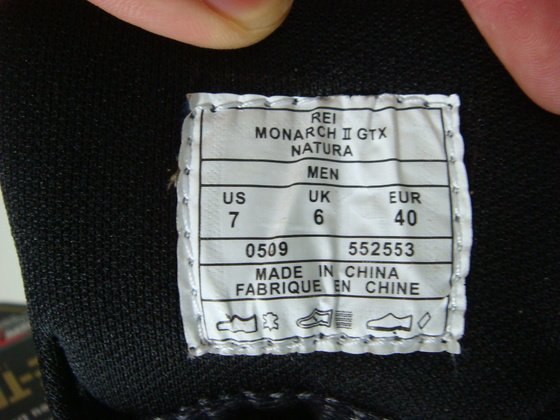 REI
MONARCH II GTX
NATURA
MEN
US UK EUR
7 6 40
0509 552553
MADE IN CHINA
FABRIQUE EN CHINE